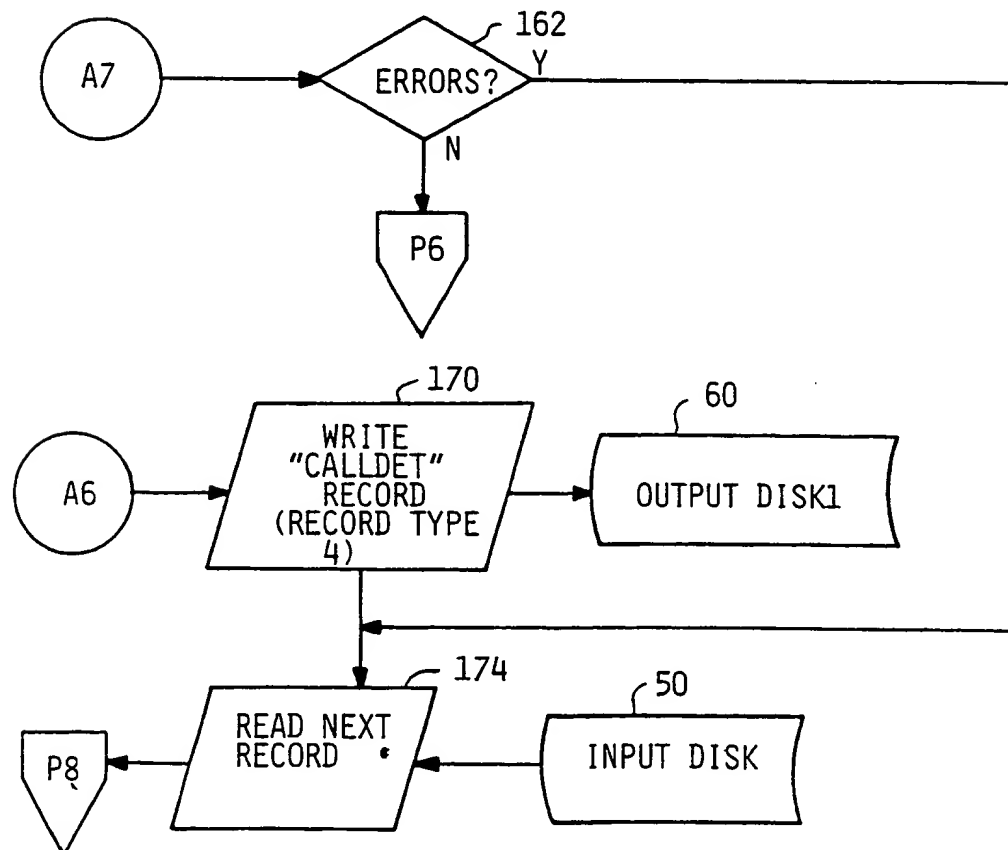 162
A7
ERRORS?
Y
N
P6
170
60
A6
WRITE
"CALLDET"
RECORD
(RECORD TYPE
4)
OUTPUT DISK1
174
50
READ NEXT
RECORD
INPUT DISK
P8